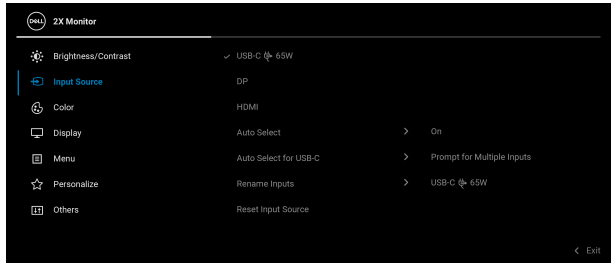 DELL 2X Monitor
Brightness/Contrast USB-C 65W
Input Source DP
Color HDMI
Display Auto Select On
Menu Auto Select for USB-C Prompt for Multiple Inputs
Personalize Rename Inputs USB-C 65W
Others Reset Input Source
Exit